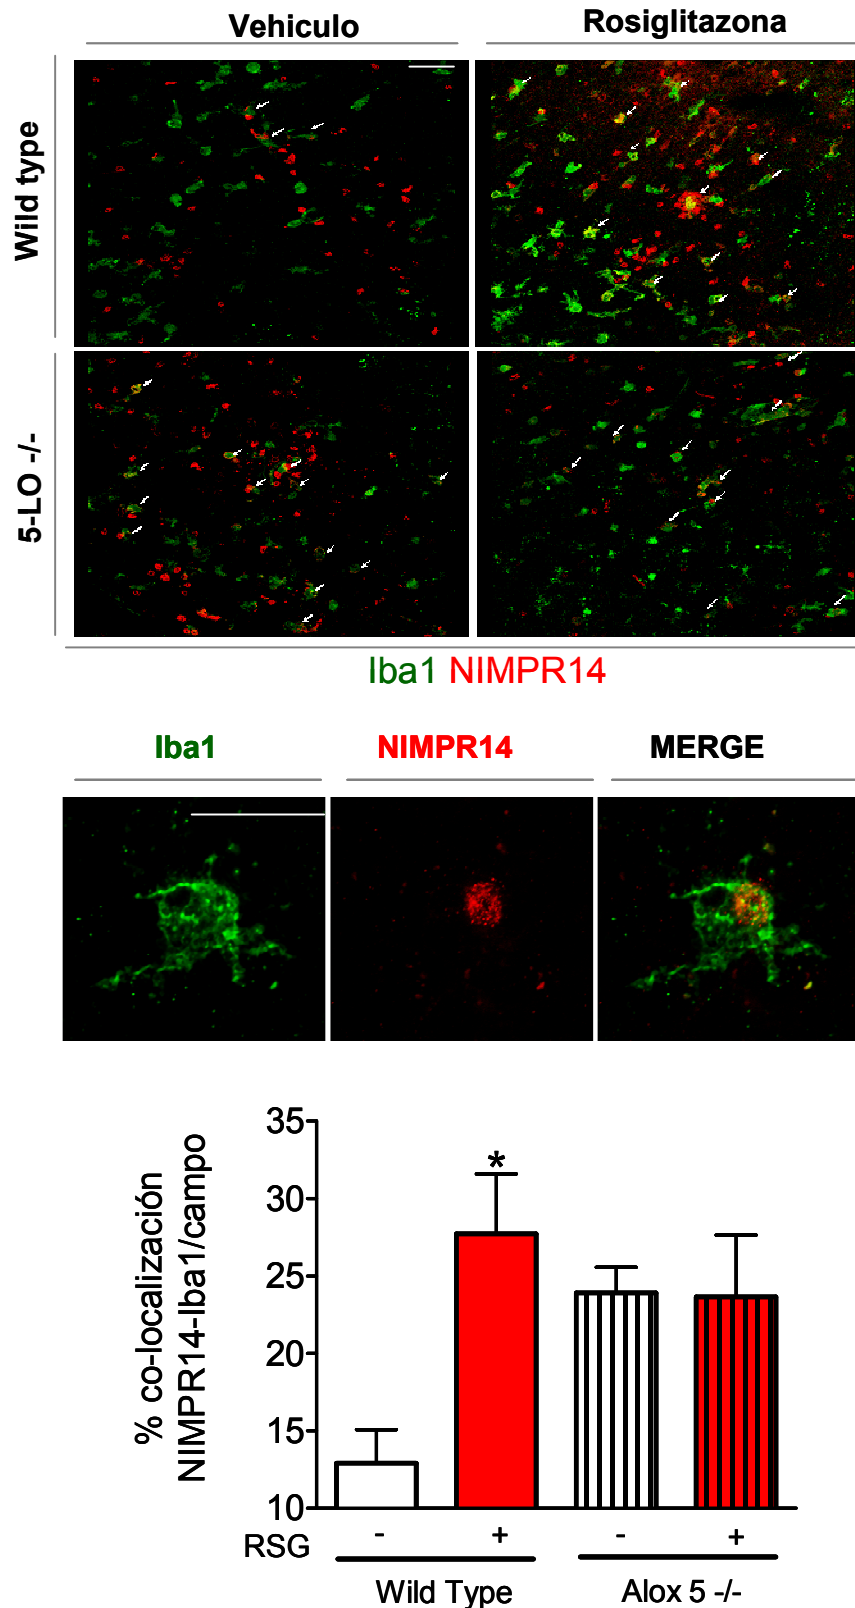 Vehiculo Rosiglitazona
Wild type
5-LO -/-
Iba1 NIMPR14
Iba1 NIMPR14 MERGE
% co-localización
NIMPR14-Iba1/campo
35
30
25
20
15
10
*
RSG - + - +
Wild Type Alox 5 -/-